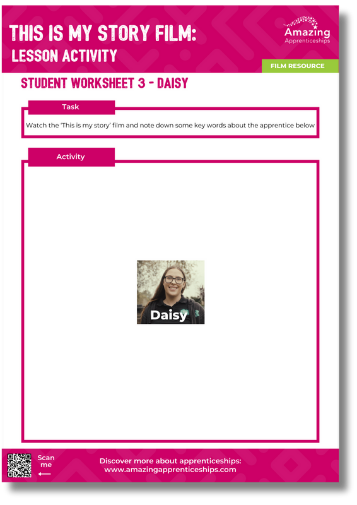 THIS IS MY STORY FILM:
LESSON ACTIVITY
Amazing
Apprenticeships
FILM RESOURCE
STUDENT WORKSHEET 3 - DAISY
Task
Watch the 'This is my story' film and note down some key words about the apprentice below
Activity
Daisy
Scan
me
Discover more about apprenticeships:
www.amazingapprenticeships.com